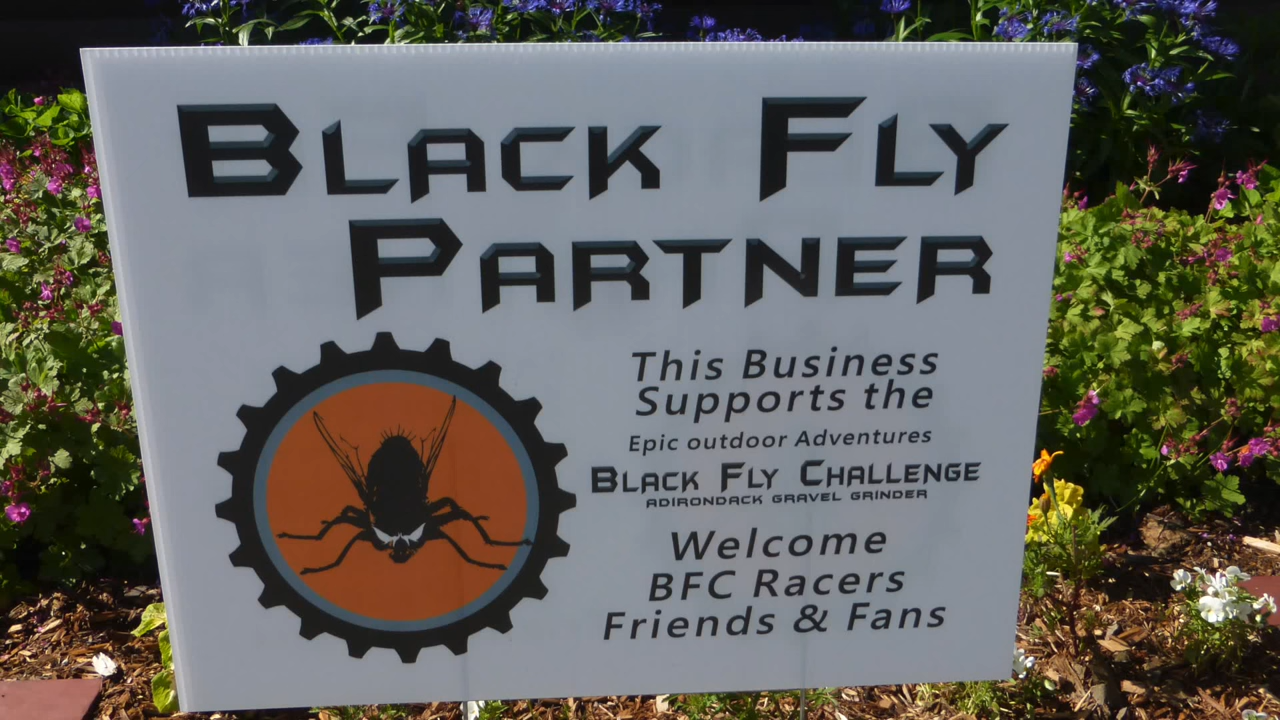 Black Fly
Partner
This Business
Supports the
Epic outdoor Adventures
Black Fly Challenge
Adirondack Gravel Grinder
Welcome
BFC Racers
Friends & Fans